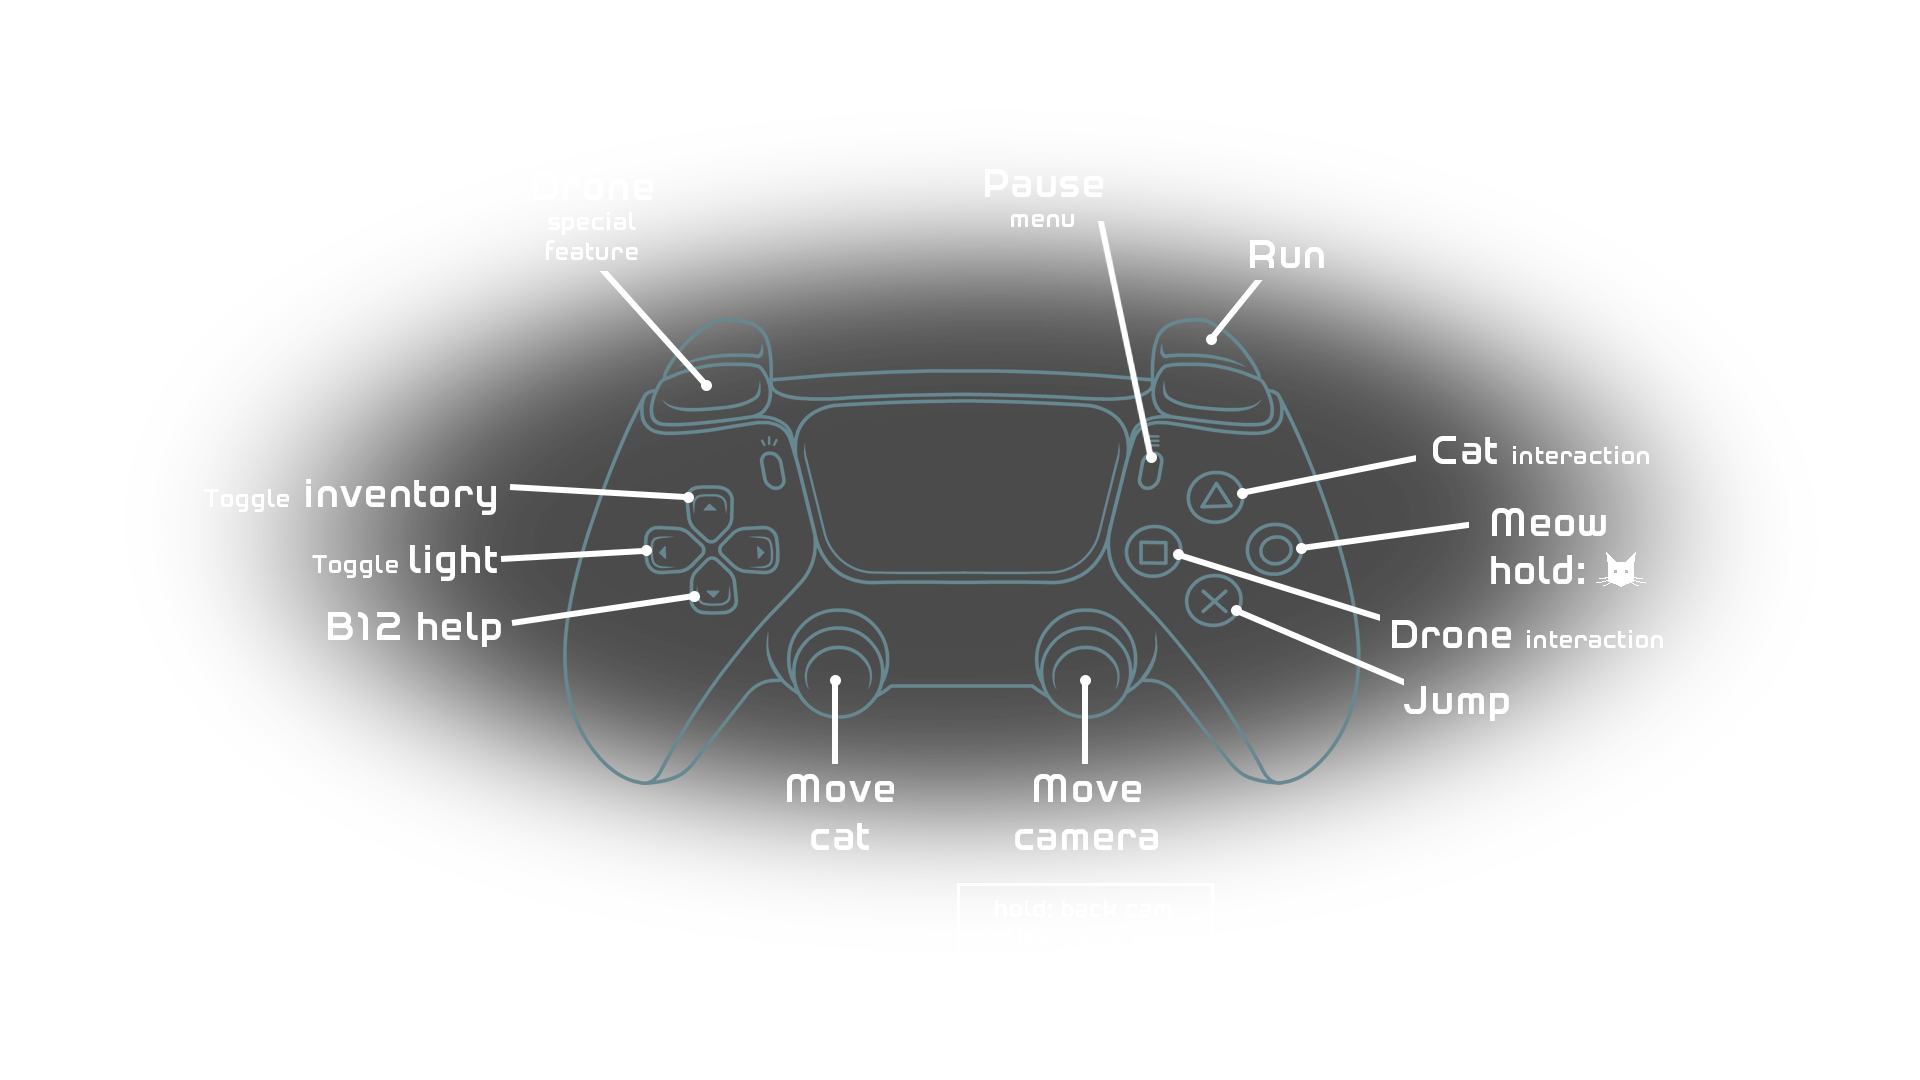 Drone
special
feature
Pause
menu
Run
Toggle inventory
Toggle light
B12 help
Cat interaction
Meow
hold:
Drone interaction
Jump
Move
cat
Move
camera
hold: back cam